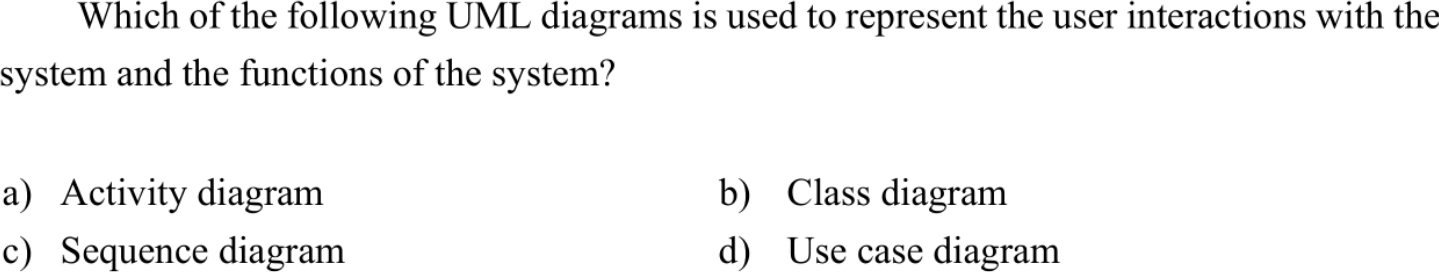 Which of the following UML diagrams is used to represent the user interactions with the
system and the functions of the system?
a) Activity diagram b) Class diagram
c) Sequence diagram d) Use case diagram